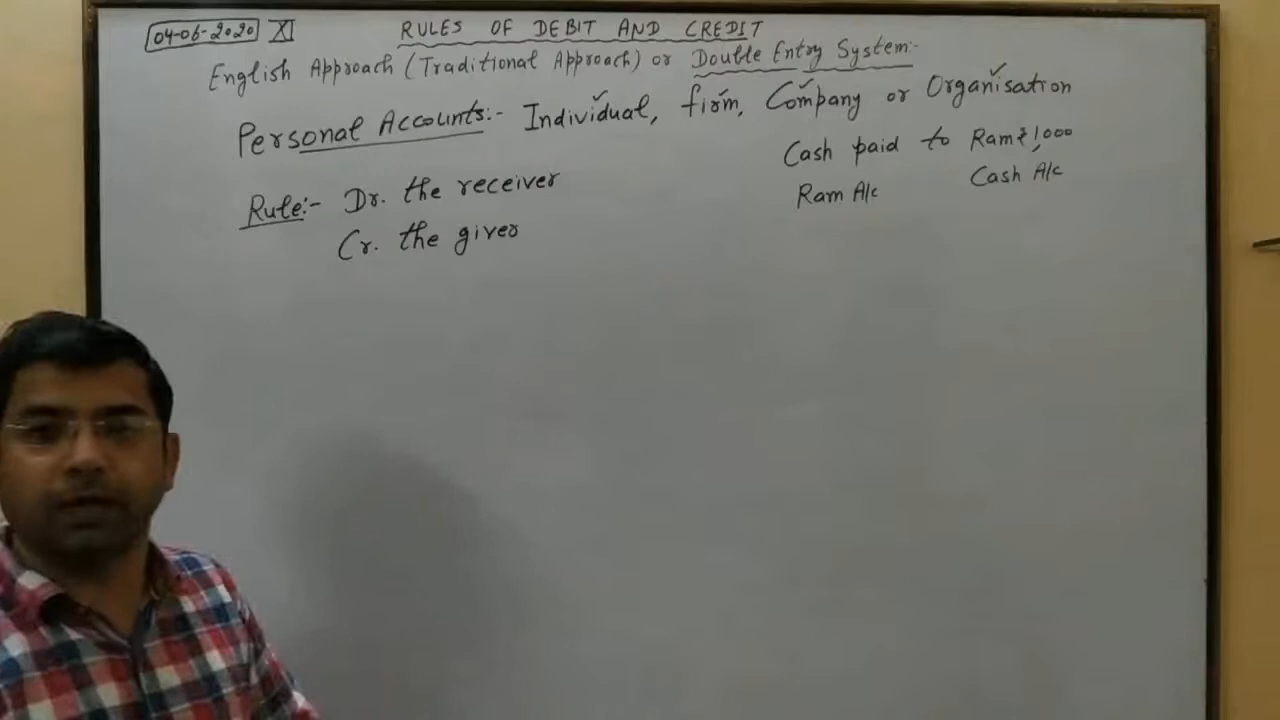 04-06-2020 XI RULES OF DEBIT AND CREDIT
English Approach (Traditional Approach) or Double Entry System:-
Personal Accounts:- Individual, firm, Company or Organisation
Cash paid to Ram ₹1,000
Ram A/c Cash A/c
Rule:- Dr. the receiver
Cr. the giver